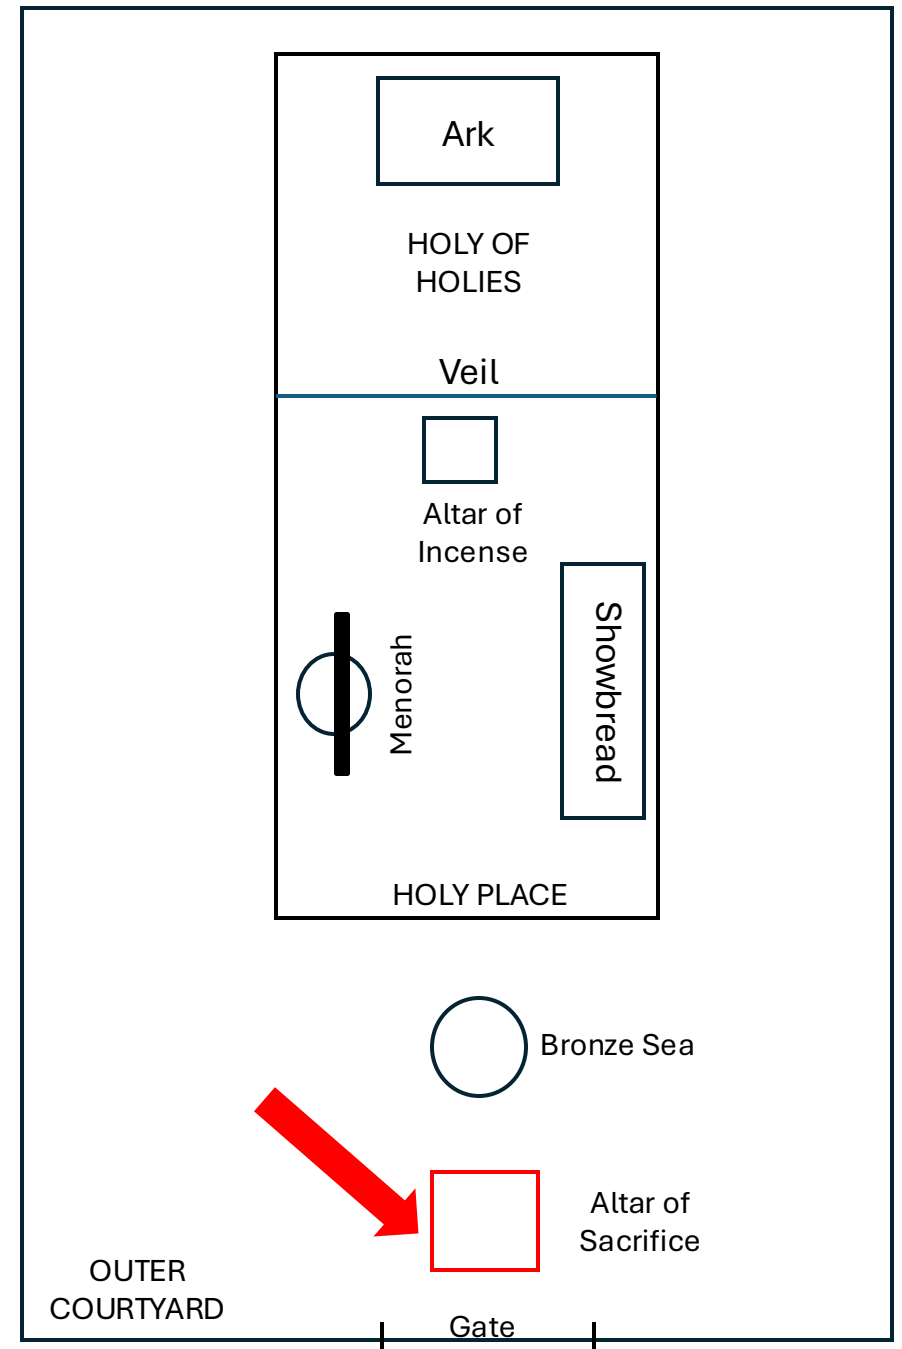 Ark
HOLY OF
HOLIES
Veil
Altar of
Incense
Menorah
Showbread
HOLY PLACE
Bronze Sea
Altar of
Sacrifice
OUTER
COURTYARD
Gate